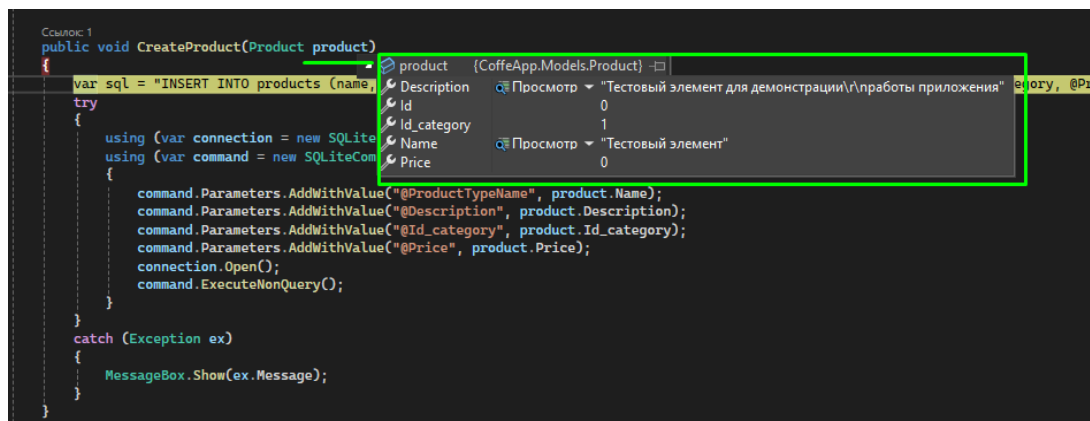 Ссылок: 1
public void CreateProduct(Product product)
{
product {CoffeApp.Models.Product}
var sql = "INSERT INTO products (name,
Description Просмотр "Тестовый элемент для демонстрации\r\nработы приложения"
egory, @Pr
try
Id 0
{
Id_category 1
using (var connection = new SQLite
Name Просмотр "Тестовый элемент"
using (var command = new SQLiteCom
Price 0
{
command.Parameters.AddWithValue("@ProductTypeName", product.Name);
command.Parameters.AddWithValue("@Description", product.Description);
command.Parameters.AddWithValue("@Id_category", product.Id_category);
command.Parameters.AddWithValue("@Price", product.Price);
connection.Open();
command.ExecuteNonQuery();
}
}
catch (Exception ex)
{
MessageBox.Show(ex.Message);
}
}